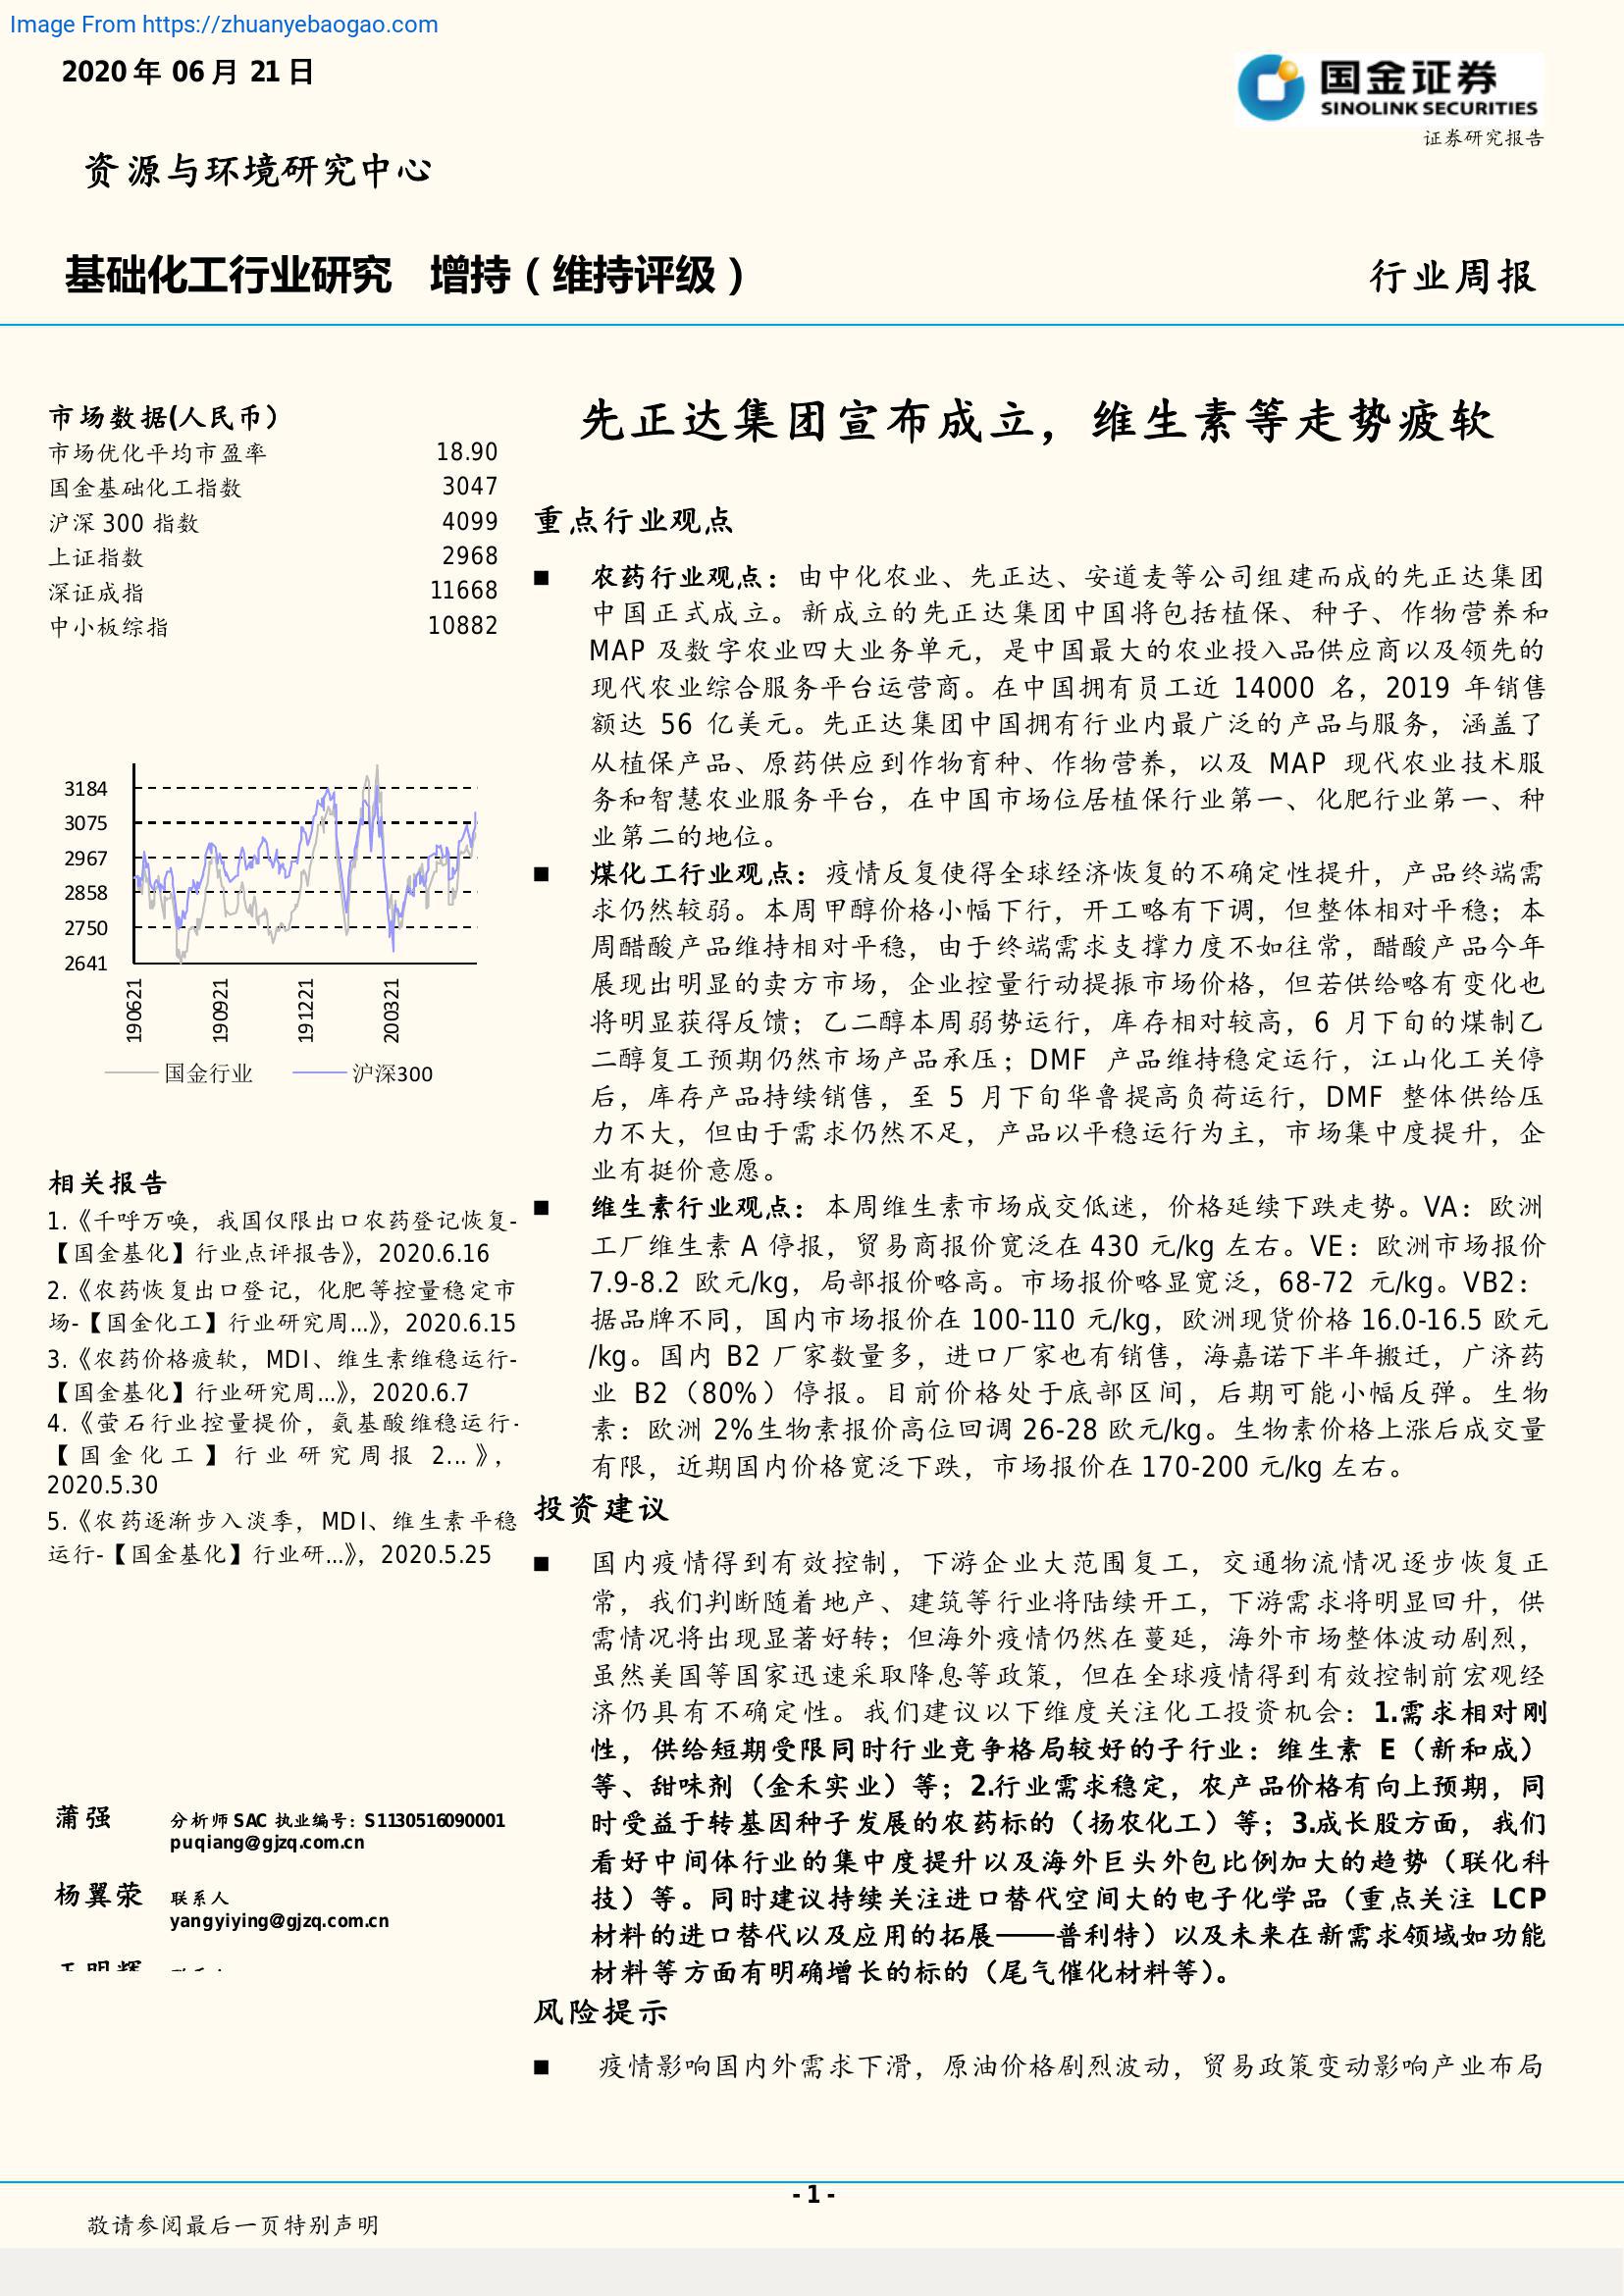 Image From https://zhuanyebaogao.com
2020 年 06 月 21 日
国金证券
SINOLINK SECURITIES
证券研究报告
资源与环境研究中心
基础化工行业研究 增持（维持评级）
行业周报
市场数据(人民币）
市场优化平均市盈率 18.90
国金基础化工指数 3047
沪深 300 指数 4099
上证指数 2968
深证成指 11668
中小板综指 10882
3184
3075
2967
2858
2750
2641
190621 190921 191221 200321
国金行业 沪深300
相关报告
1.《千呼万唤，我国仅限出口农药登记恢复-
【国金基化】行业点评报告》，2020.6.16
2.《农药恢复出口登记，化肥等控量稳定市
场-【国金化工】行业研究周...》，2020.6.15
3.《农药价格疲软，MDI、维生素维稳运行-
【国金基化】行业研究周...》，2020.6.7
4.《萤石行业控量提价，氨基酸维稳运行-
【国金化工】行业研究周报 2...》，
2020.5.30
5.《农药逐渐步入淡季，MDI、维生素平稳
运行-【国金基化】行业研...》，2020.5.25
蒲强 分析师 SAC 执业编号：S1130516090001
puqiang@gjzq.com.cn
杨翼荥 联系人
yangyiying@gjzq.com.cn
先正达集团宣布成立，维生素等走势疲软
重点行业观点
■ 农药行业观点：由中化农业、先正达、安道麦等公司组建而成的先正达集团
中国正式成立。新成立的先正达集团中国将包括植保、种子、作物营养和
MAP 及数字农业四大业务单元，是中国最大的农业投入品供应商以及领先的
现代农业综合服务平台运营商。在中国拥有员工近 14000 名，2019 年销售
额达 56 亿美元。先正达集团中国拥有行业内最广泛的产品与服务，涵盖了
从植保产品、原药供应到作物育种、作物营养，以及 MAP 现代农业技术服
务和智慧农业服务平台，在中国市场位居植保行业第一、化肥行业第一、种
业第二的地位。
■ 煤化工行业观点：疫情反复使得全球经济恢复的不确定性提升，产品终端需
求仍然较弱。本周甲醇价格小幅下行，开工略有下调，但整体相对平稳；本
周醋酸产品维持相对平稳，由于终端需求支撑力度不如往常，醋酸产品今年
展现出明显的卖方市场，企业控量行动提振市场价格，但若供给略有变化也
将明显获得反馈；乙二醇本周弱势运行，库存相对较高，6 月下旬的煤制乙
二醇复工预期仍然市场产品承压；DMF 产品维持稳定运行，江山化工关停
后，库存产品持续销售，至 5 月下旬华鲁提高负荷运行，DMF 整体供给压
力不大，但由于需求仍然不足，产品以平稳运行为主，市场集中度提升，企
业有挺价意愿。
■ 维生素行业观点：本周维生素市场成交低迷，价格延续下跌走势。VA：欧洲
工厂维生素 A 停报，贸易商报价宽泛在 430 元/kg 左右。VE：欧洲市场报价
7.9-8.2 欧元/kg，局部报价略高。市场报价略显宽泛，68-72 元/kg。VB2：
据品牌不同，国内市场报价在 100-110 元/kg，欧洲现货价格 16.0-16.5 欧元
/kg。国内 B2 厂家数量多，进口厂家也有销售，海嘉诺下半年搬迁，广济药
业 B2（80%）停报。目前价格处于底部区间，后期可能小幅反弹。生物
素：欧洲 2%生物素报价高位回调 26-28 欧元/kg。生物素价格上涨后成交量
有限，近期国内价格宽泛下跌，市场报价在 170-200 元/kg 左右。
投资建议
■ 国内疫情得到有效控制，下游企业大范围复工，交通物流情况逐步恢复正
常，我们判断随着地产、建筑等行业将陆续开工，下游需求将明显回升，供
需情况将出现显著好转；但海外疫情仍然在蔓延，海外市场整体波动剧烈，
虽然美国等国家迅速采取降息等政策，但在全球疫情得到有效控制前宏观经
济仍具有不确定性。我们建议以下维度关注化工投资机会：1.需求相对刚
性，供给短期受限同时行业竞争格局较好的子行业：维生素 E（新和成）
等、甜味剂（金禾实业）等；2.行业需求稳定，农产品价格有向上预期，同
时受益于转基因种子发展的农药标的（扬农化工）等；3.成长股方面，我们
看好中间体行业的集中度提升以及海外巨头外包比例加大的趋势（联化科
技）等。同时建议持续关注进口替代空间大的电子化学品（重点关注 LCP
材料的进口替代以及应用的拓展——普利特）以及未来在新需求领域如功能
材料等方面有明确增长的标的（尾气催化材料等）。
风险提示
■ 疫情影响国内外需求下滑，原油价格剧烈波动，贸易政策变动影响产业布局
- 1 -
敬请参阅最后一页特别声明